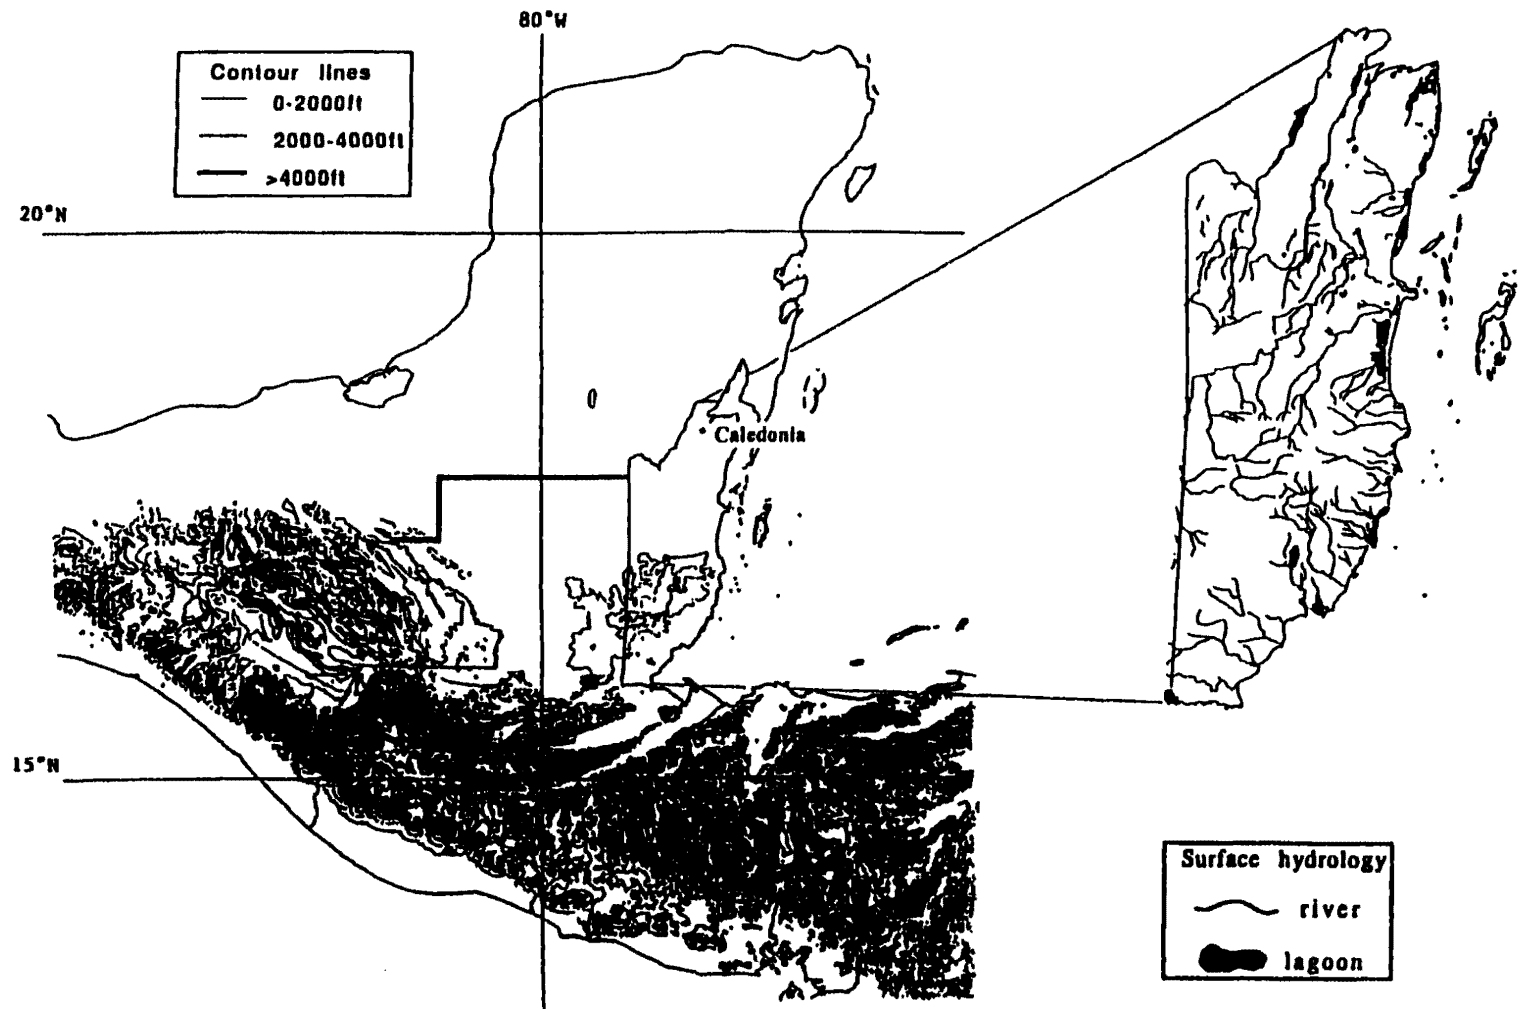 80°W
Contour lines
0-2000ft
2000-4000ft
>4000ft
20°N
Caledonia
15°N
Surface hydrology
river
lagoon